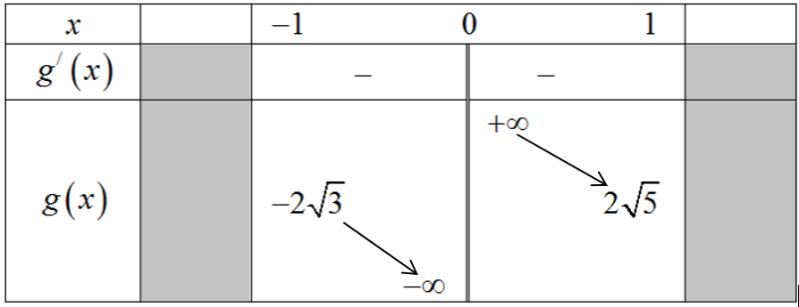 x −1 0 1
g′(x) − −
+∞
g(x) −2√3 2√5
−∞